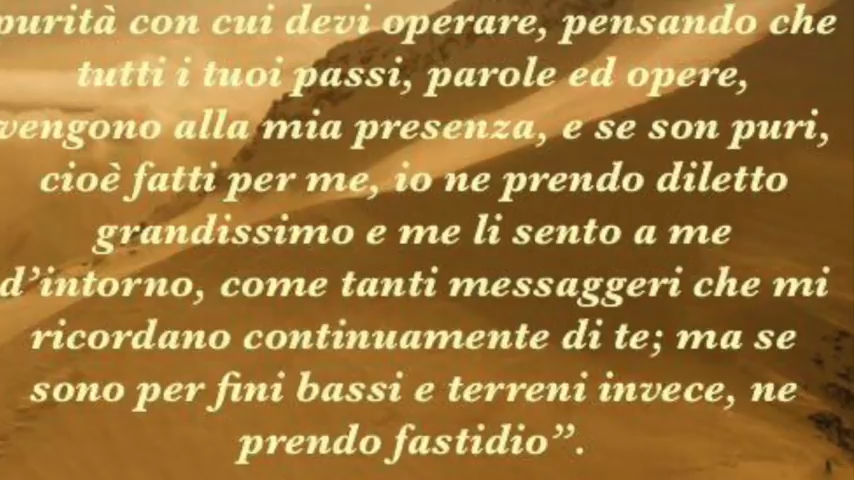 purità con cui devi operare, pensando che
tutti i tuoi passi, parole ed opere,
vengono alla mia presenza, e se son puri,
cioè fatti per me, io ne prendo diletto
grandissimo e me li sento a me
d’intorno, come tanti messaggeri che mi
ricordano continuamente di te; ma se
sono per fini bassi e terreni invece, ne
prendo fastidio”.